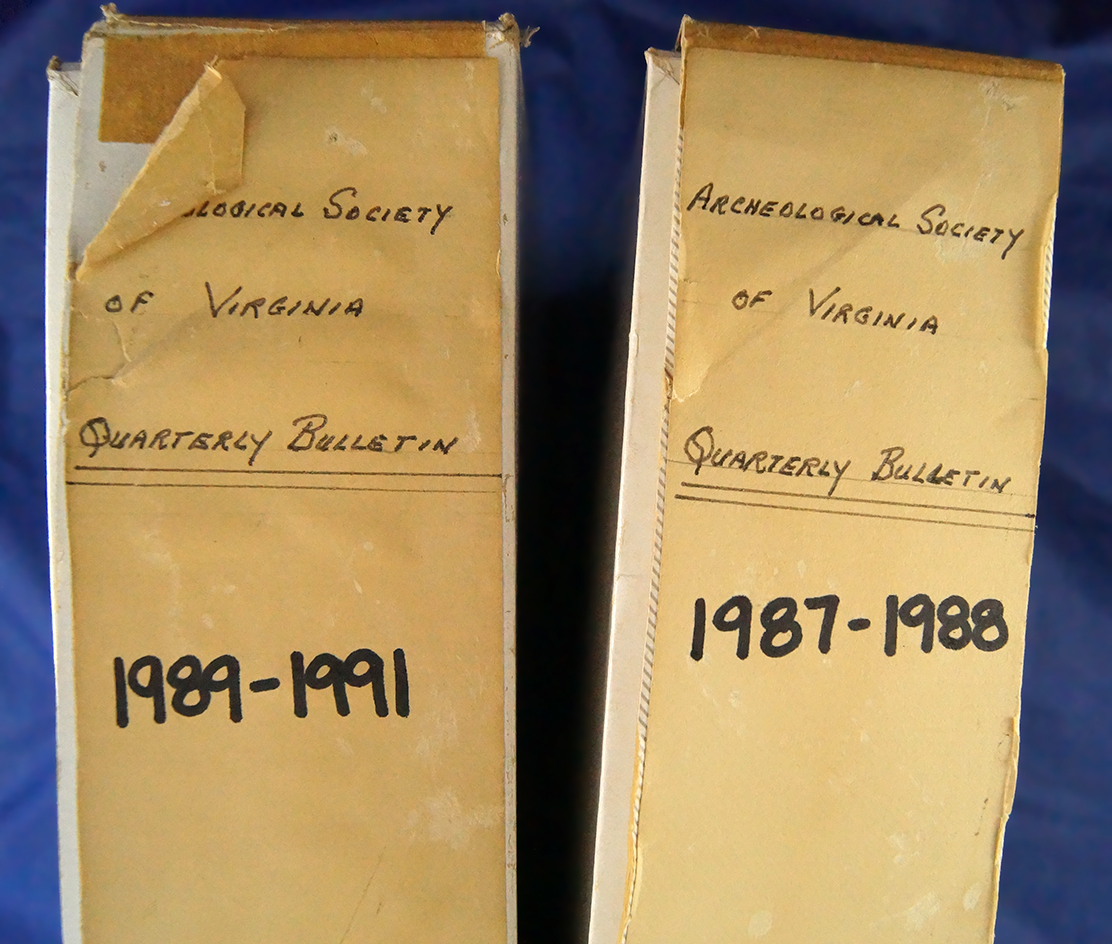 OLOGICAL SOCIETY
OF VIRGINIA
QUARTERLY BULLETIN
1989-1991
ARCHEOLOGICAL SOCIETY
OF VIRGINIA
QUARTERLY BULLETIN
1987-1988